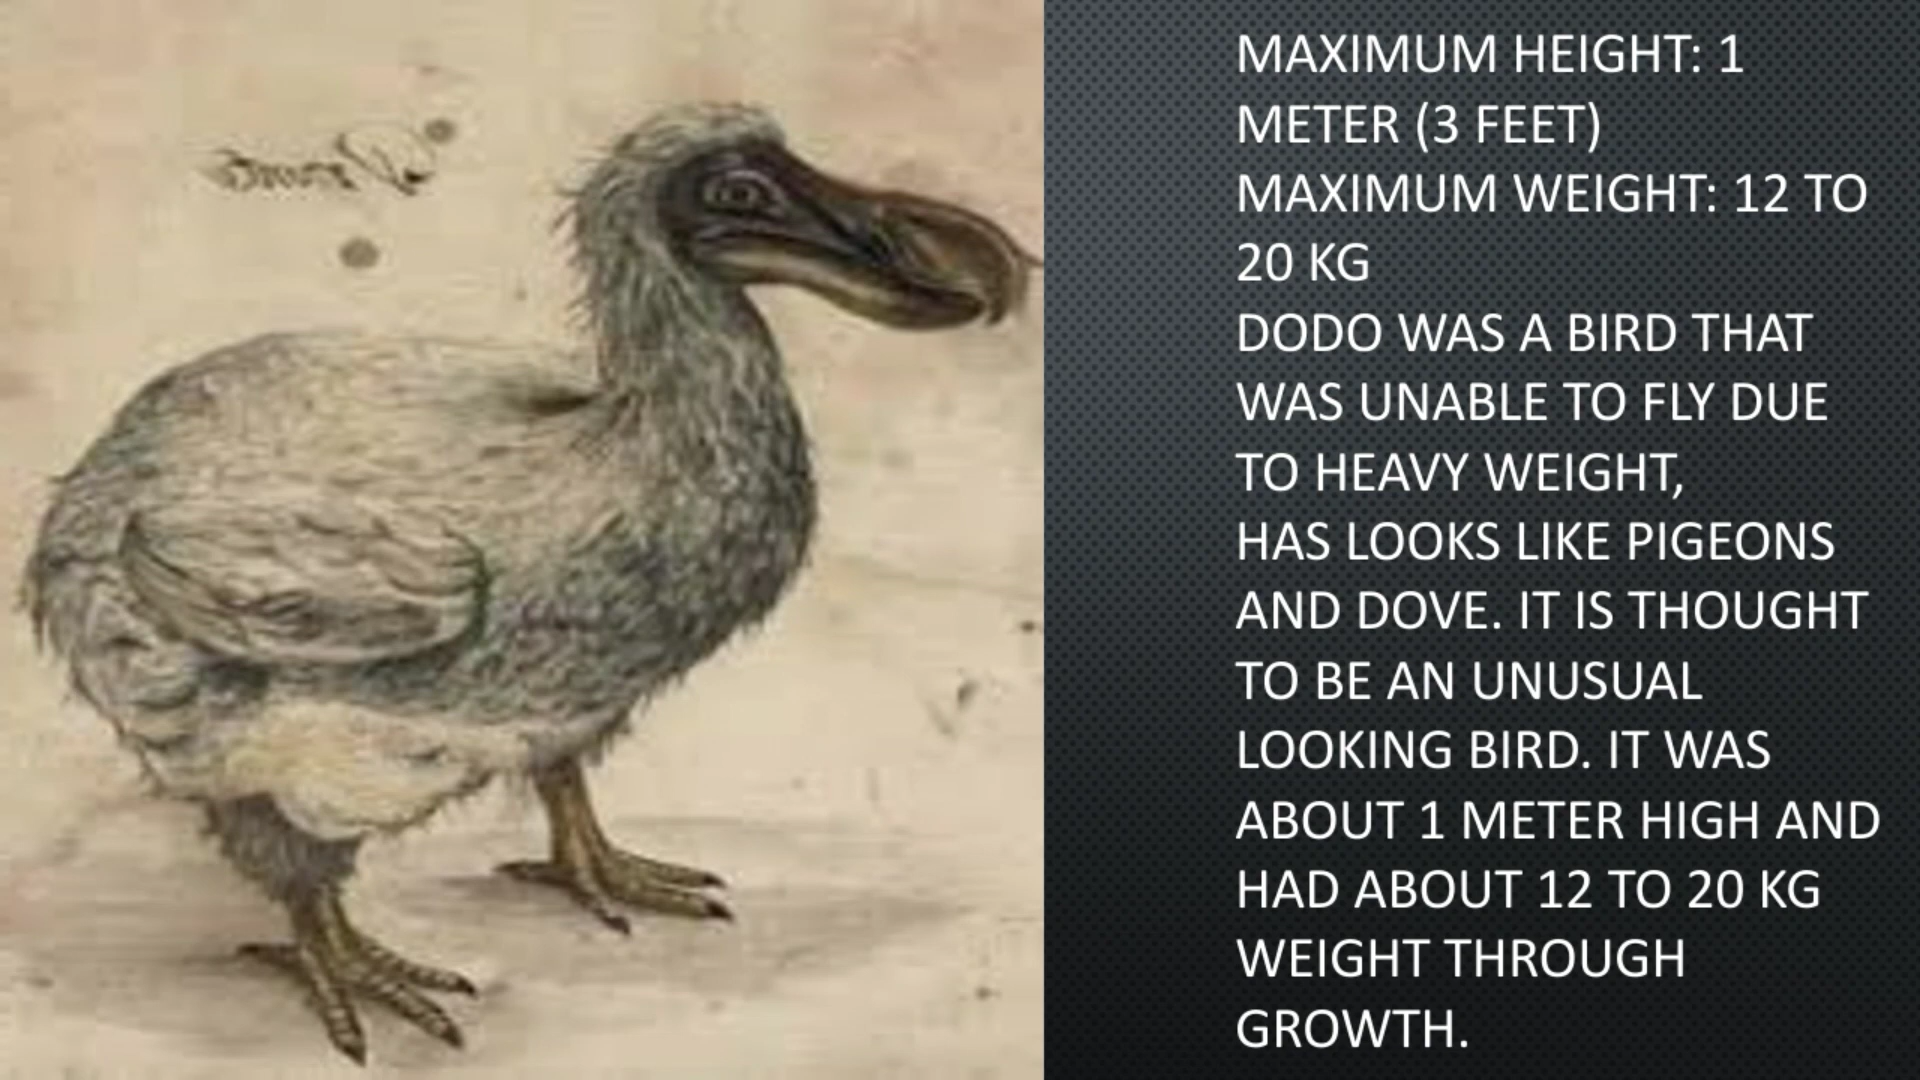 MAXIMUM HEIGHT: 1
METER (3 FEET)
MAXIMUM WEIGHT: 12 TO
20 KG
DODO WAS A BIRD THAT
WAS UNABLE TO FLY DUE
TO HEAVY WEIGHT,
HAS LOOKS LIKE PIGEONS
AND DOVE. IT IS THOUGHT
TO BE AN UNUSUAL
LOOKING BIRD. IT WAS
ABOUT 1 METER HIGH AND
HAD ABOUT 12 TO 20 KG
WEIGHT THROUGH
GROWTH.